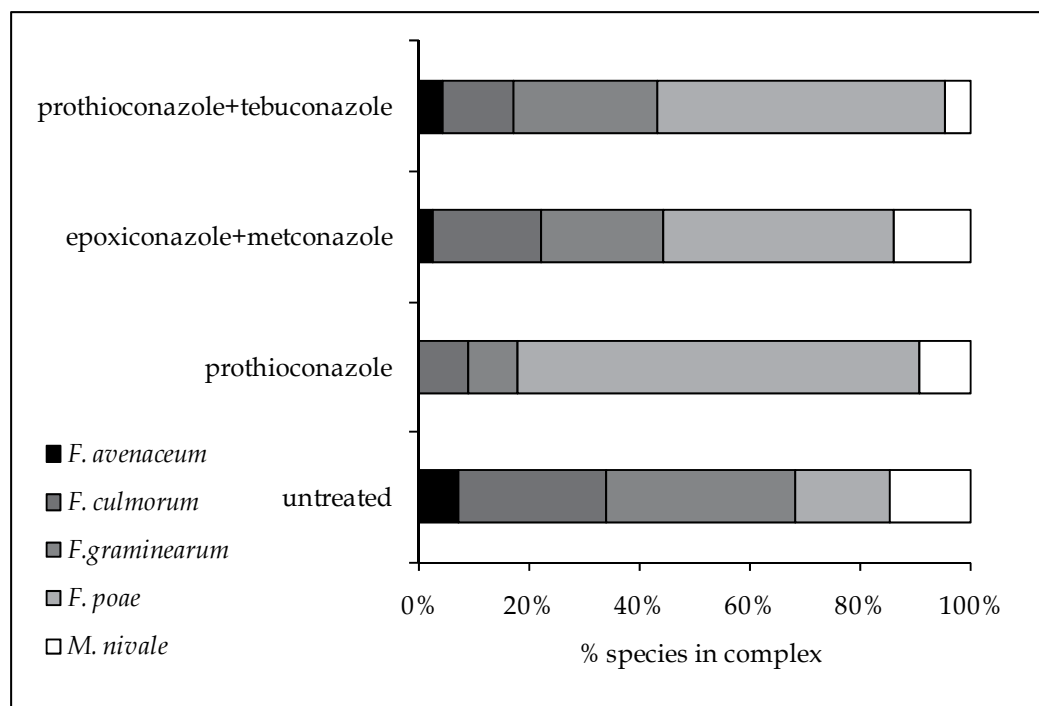 prothioconazole+tebuconazole
epoxiconazole+metconazole
prothioconazole
untreated
F. avenaceum
F. culmorum
F.graminearum
F. poae
M. nivale
0% 20% 40% 60% 80% 100%
% species in complex